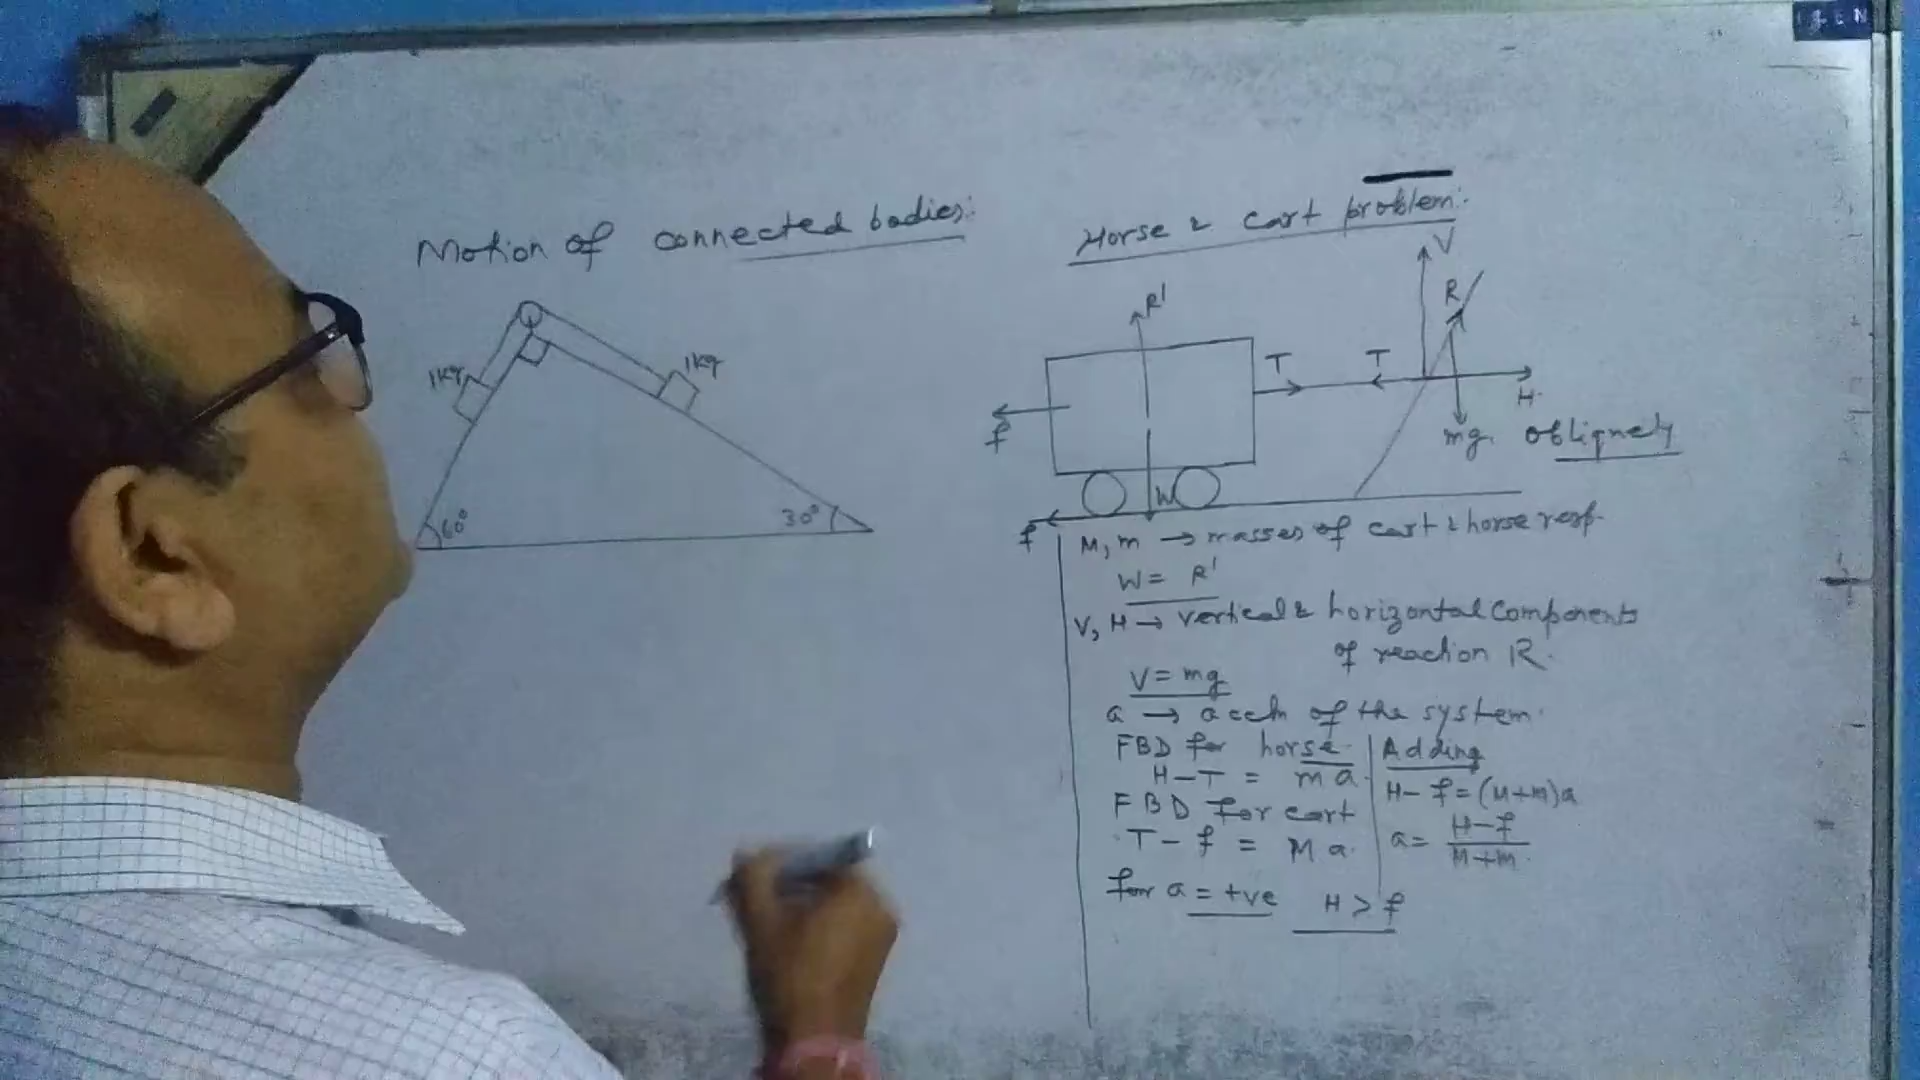 Motion of connected bodies:
1kg
1kg
60°
30°
Horse & cart problem:
V
R'
R
T
T
H
f
mg.
obliquely
W
f
M, m → masses of cart & horse resp.
W = R'
V, H → vertical & horizontal components
of reaction R.
V = mg
a → accln of the system.
FBD for horse.
H - T = ma
FBD for cart
T - f = Ma.
for a = +ve H > f
Adding
H - f = (M+m)a
a = H-f
M+m.